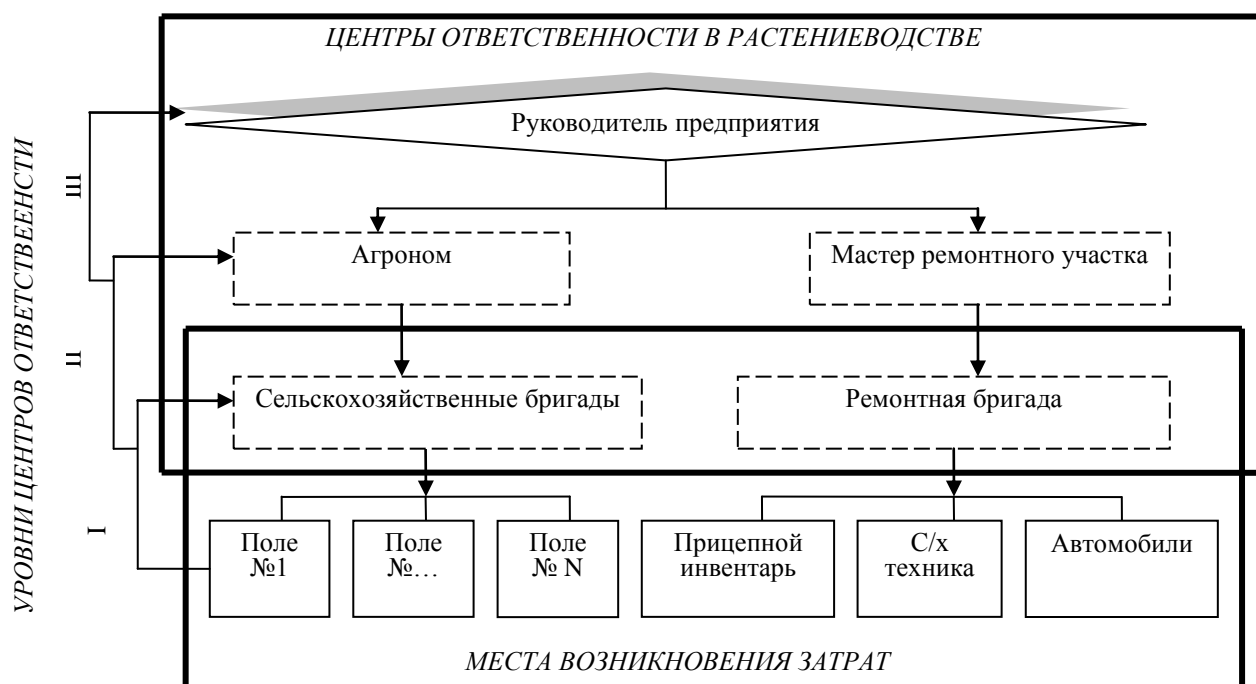 ЦЕНТРЫ ОТВЕТСТВЕННОСТИ В РАСТЕНИЕВОДСТВЕ
Руководитель предприятия
УРОВНИ ЦЕНТРОВ ОТВЕТСТВЕЕНСТИ
III
II
I
Агроном
Мастер ремонтного участка
Сельскохозяйственные бригады
Ремонтная бригада
Поле
№1
Поле
№…
Поле
№ N
Прицепной
инвентарь
С/х
техника
Автомобили
МЕСТА ВОЗНИКНОВЕНИЯ ЗАТРАТ